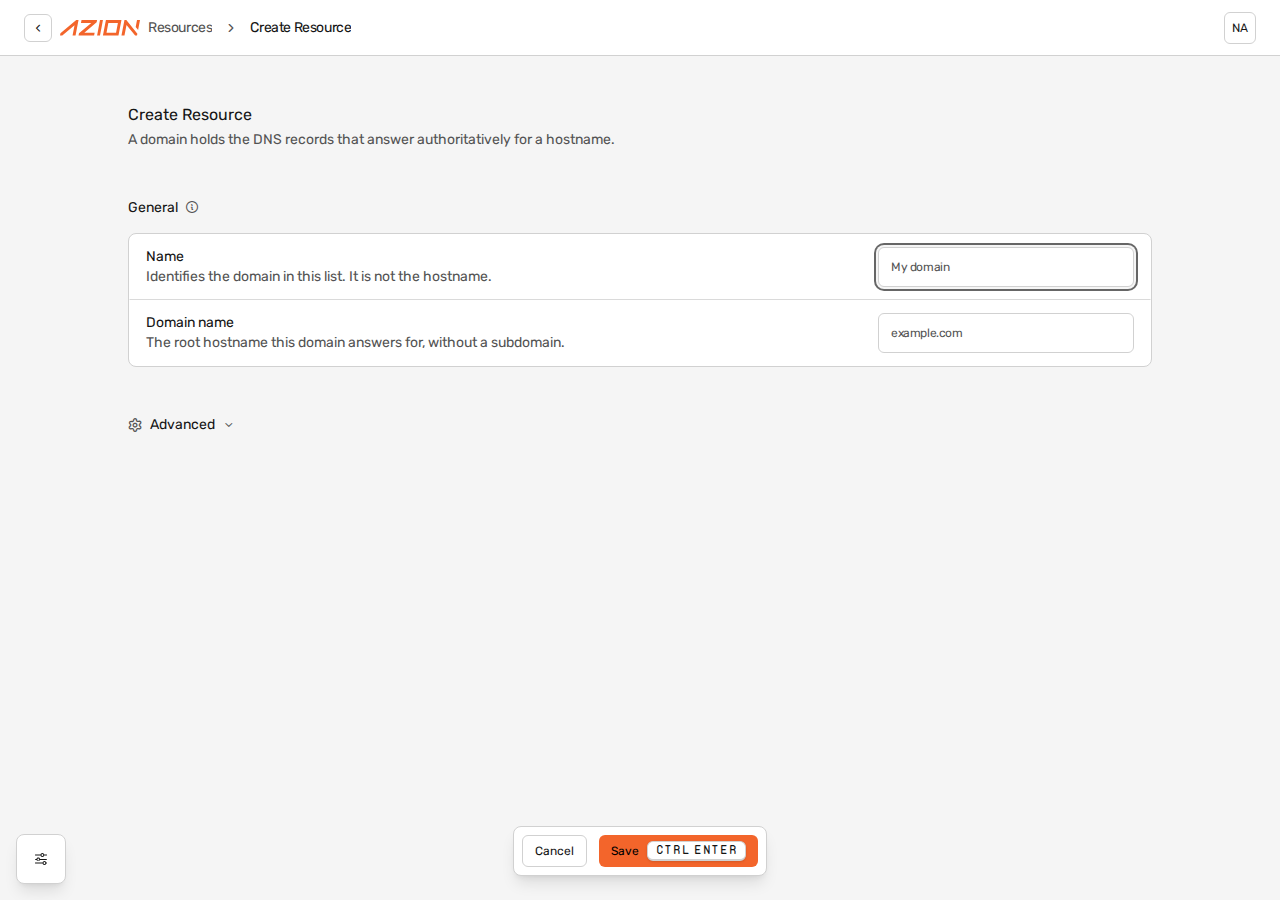 AZION Resources Create Resource NA
Create Resource
A domain holds the DNS records that answer authoritatively for a hostname.
General
Name
Identifies the domain in this list. It is not the hostname.
My domain
Domain name
The root hostname this domain answers for, without a subdomain.
example.com
Advanced
Cancel Save CTRL ENTER